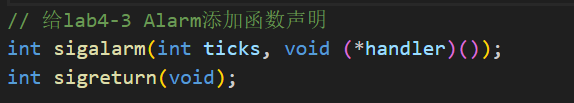 // 给lab4-3 Alarm添加函数声明
int sigalarm(int ticks, void (*handler)());
int sigreturn(void);